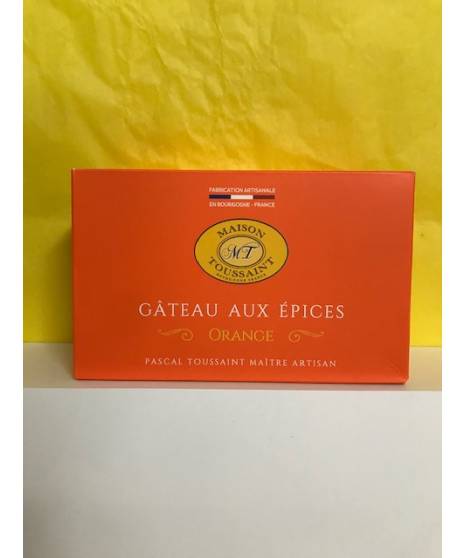 FABRICATION ARTISANALE
EN BOURGOGNE - FRANCE
MAISON
MT
TOUSSAINT
GÂTEAU AUX ÉPICES
ORANGE
PASCAL TOUSSAINT MAÎTRE ARTISAN